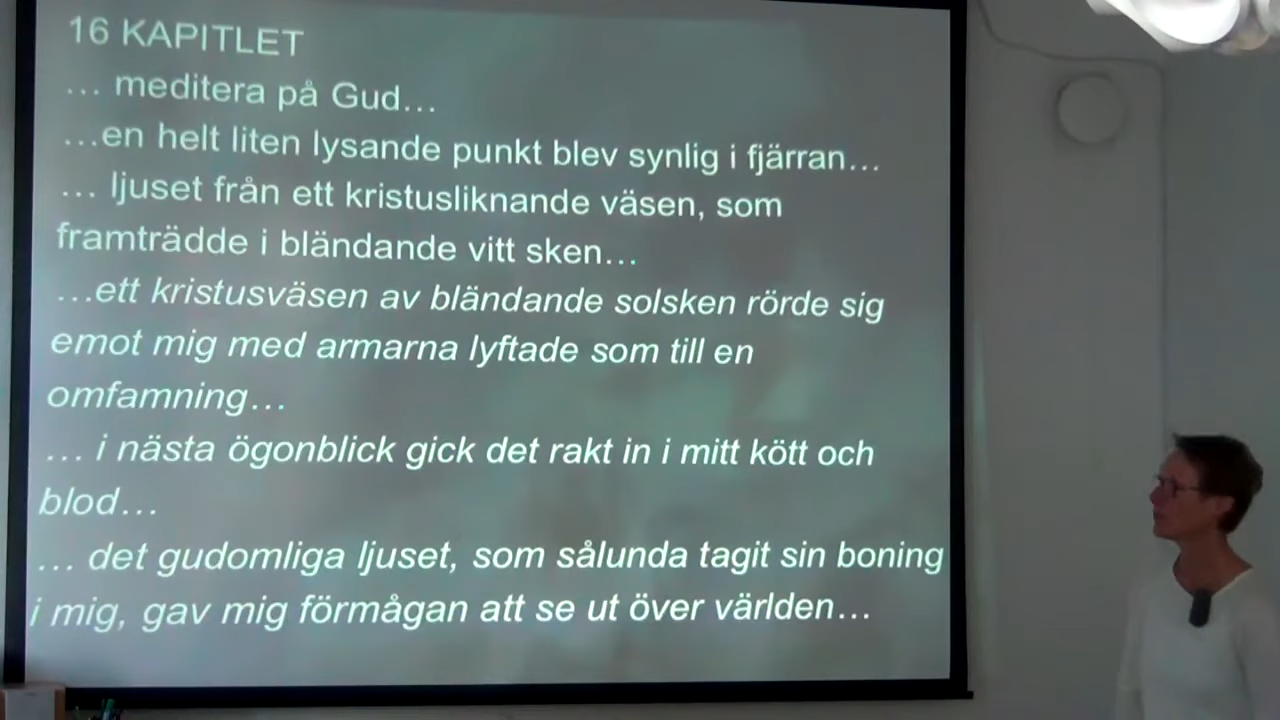 16 KAPITLET
... meditera på Gud...
...en helt liten lysande punkt blev synlig i fjärran...
... ljuset från ett kristusliknande väsen, som
framträdde i bländande vitt sken...
...ett kristusväsen av bländande solsken rörde sig
emot mig med armarna lyftade som till en
omfamning...
... i nästa ögonblick gick det rakt in i mitt kött och
blod...
... det gudomliga ljuset, som sålunda tagit sin boning
i mig, gav mig förmågan att se ut över världen...